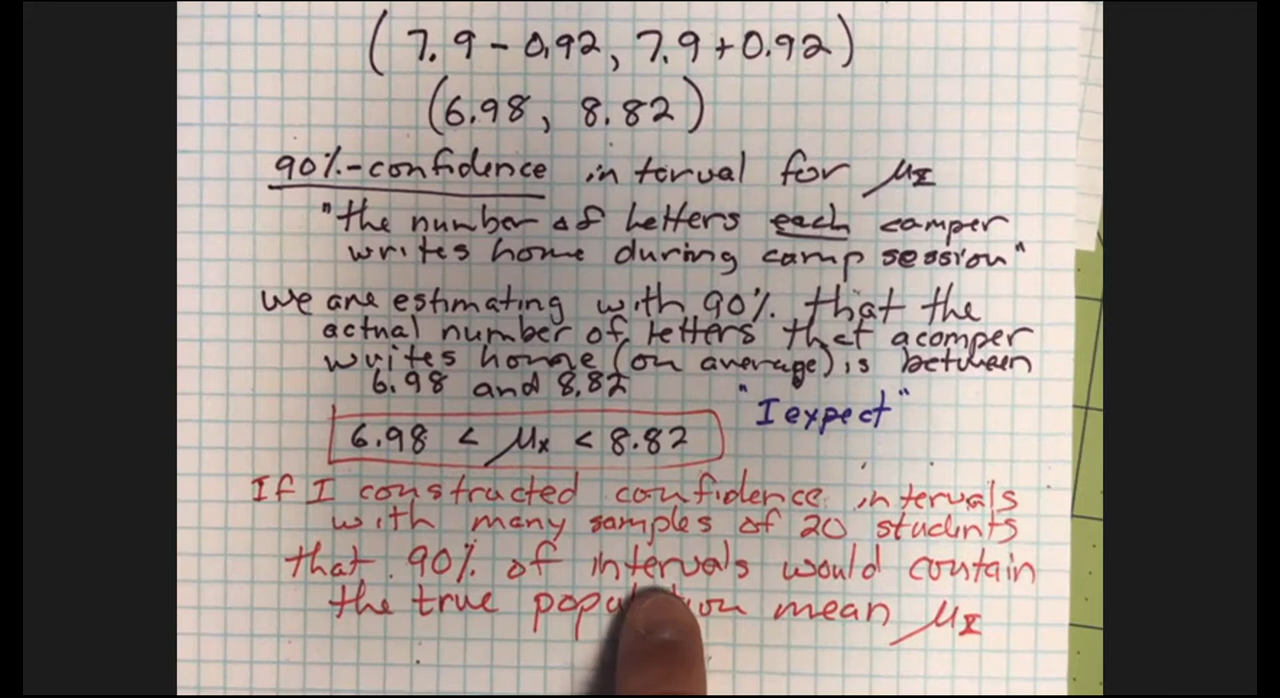 (7.9 - 0.92, 7.9 + 0.92)
(6.98, 8.82)
90%-confidence interval for μx
"the number of letters each camper
writes home during camp session"
We are estimating with 90% that the
actual number of letters that a camper
writes home (on average) is between
6.98 and 8.82
"I expect"
6.98 < μx < 8.82
If I constructed confidence intervals
with many samples of 20 students
that 90% of intervals would contain
the true population mean μx